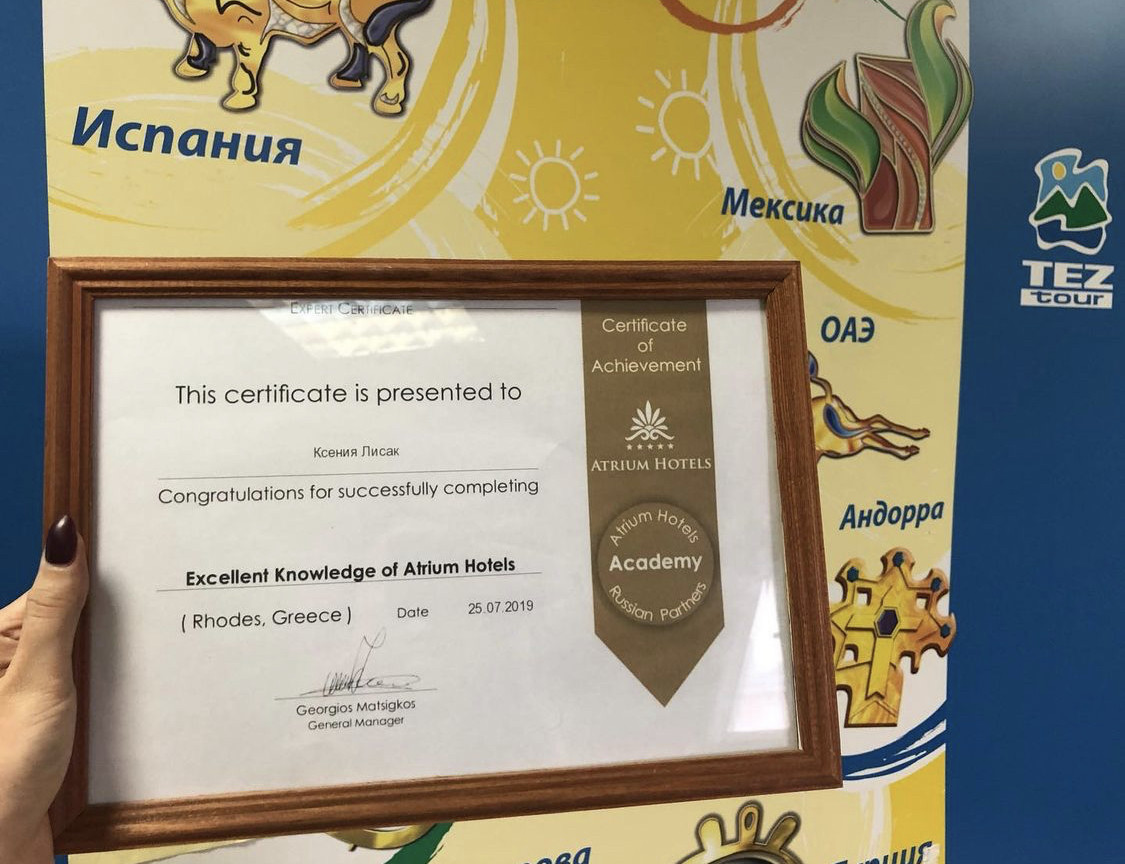 Испания
Мексика
TEZ
tour
ОАЭ
Андорра
EXPERT CERTIFICATE
This certificate is presented to
Ксения Лисак
Congratulations for successfully completing
Excellent Knowledge of Atrium Hotels
( Rhodes, Greece ) Date 25.07.2019
Georgios Matsigkos
General Manager
Certificate
of
Achievement
ATRIUM HOTELS
Atrium Hotels
Academy
Russian Partners